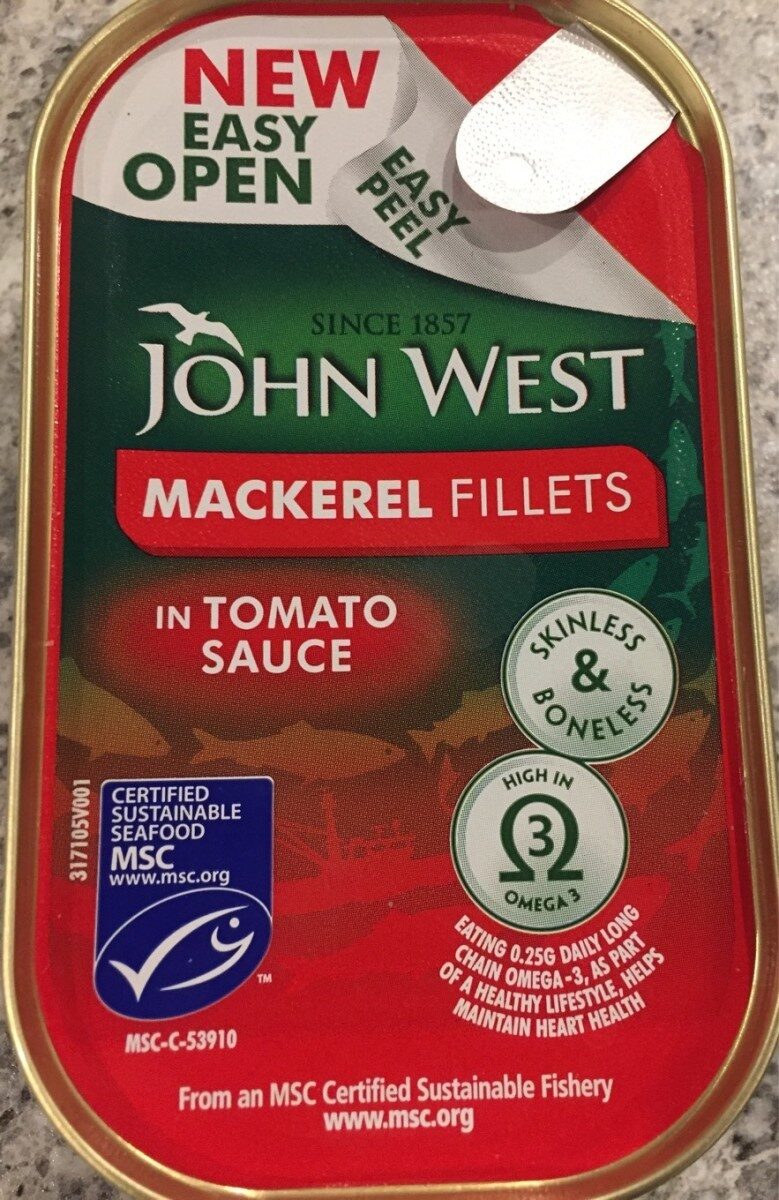 NEW
EASY
OPEN
EASY
PEEL
SINCE 1857
JOHN WEST
MACKEREL FILLETS
IN TOMATO
SAUCE
SKINLESS
&
BONELESS
HIGH IN
3
OMEGA 3
EATING 0.25G DAILY LONG
CHAIN OMEGA-3, AS PART
OF A HEALTHY LIFESTYLE, HELPS
MAINTAIN HEART HEALTH
317105V001
CERTIFIED
SUSTAINABLE
SEAFOOD
MSC
www.msc.org
TM
MSC-C-53910
From an MSC Certified Sustainable Fishery
www.msc.org